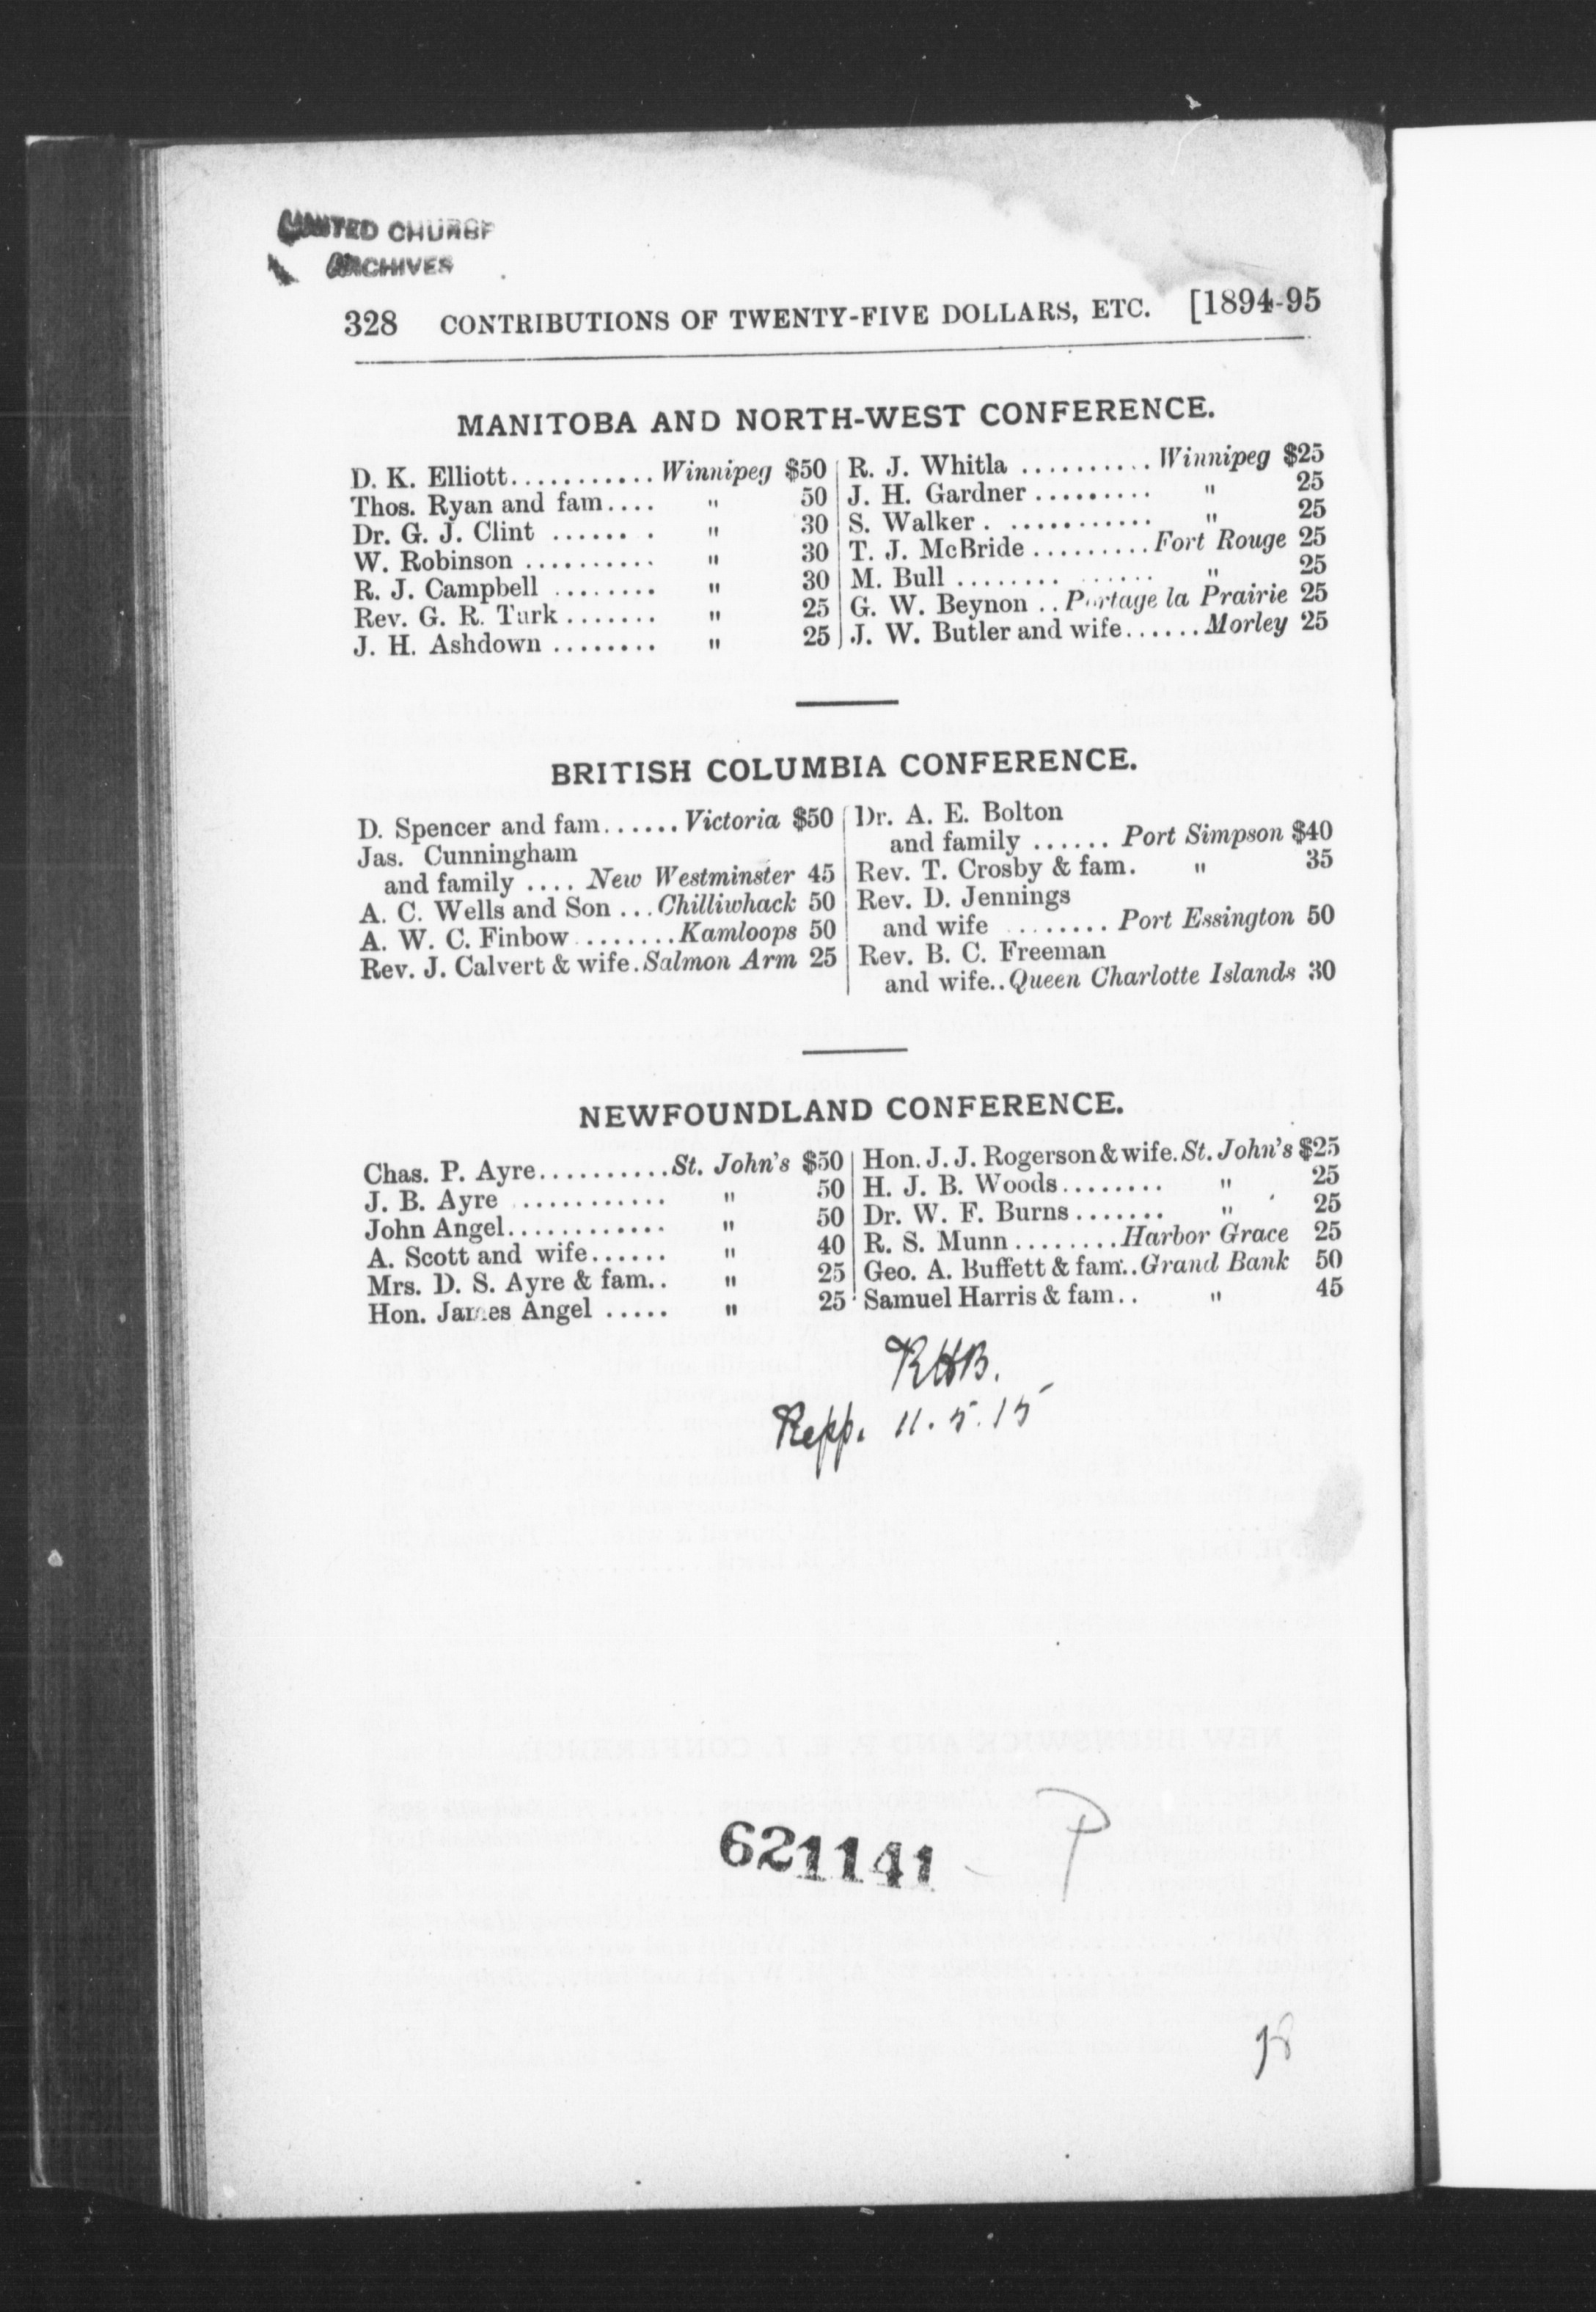 UNITED CHURCH
ARCHIVES
328 CONTRIBUTIONS OF TWENTY-FIVE DOLLARS, ETC. [1894-95
MANITOBA AND NORTH-WEST CONFERENCE.
D. K. Elliott........... Winnipeg $50
Thos. Ryan and fam.... " 50
Dr. G. J. Clint ...... . " 30
W. Robinson .......... " 30
R. J. Campbell ........ " 30
Rev. G. R. Turk ....... " 25
J. H. Ashdown ........ " 25
R. J. Whitla .......... Winnipeg $25
J. H. Gardner ......... " 25
S. Walker . ........... " 25
T. J. McBride ......... Fort Rouge 25
M. Bull ........ ...... " 25
G. W. Beynon .. Portage la Prairie 25
J. W. Butler and wife...... Morley 25
BRITISH COLUMBIA CONFERENCE.
D. Spencer and fam...... Victoria $50
Jas. Cunningham
and family .... New Westminster 45
A. C. Wells and Son ... Chilliwhack 50
A. W. C. Finbow ........ Kamloops 50
Rev. J. Calvert & wife. Salmon Arm 25
Dr. A. E. Bolton
and family ...... Port Simpson $40
Rev. T. Crosby & fam. " 35
Rev. D. Jennings
and wife ........ Port Essington 50
Rev. B. C. Freeman
and wife.. Queen Charlotte Islands 30
NEWFOUNDLAND CONFERENCE.
Chas. P. Ayre.......... St. John's $50
J. B. Ayre ............ " 50
John Angel............. " 50
A. Scott and wife...... " 40
Mrs. D. S. Ayre & fam.. " 25
Hon. James Angel ..... " 25
Hon. J. J. Rogerson & wife. St. John's $25
H. J. B. Woods........ " 25
Dr. W. F. Burns ....... " 25
R. S. Munn ........ Harbor Grace 25
Geo. A. Buffett & fam.. Grand Bank 50
Samuel Harris & fam.. " 45
RHB.
Repp. 11.5.15
621141 - P